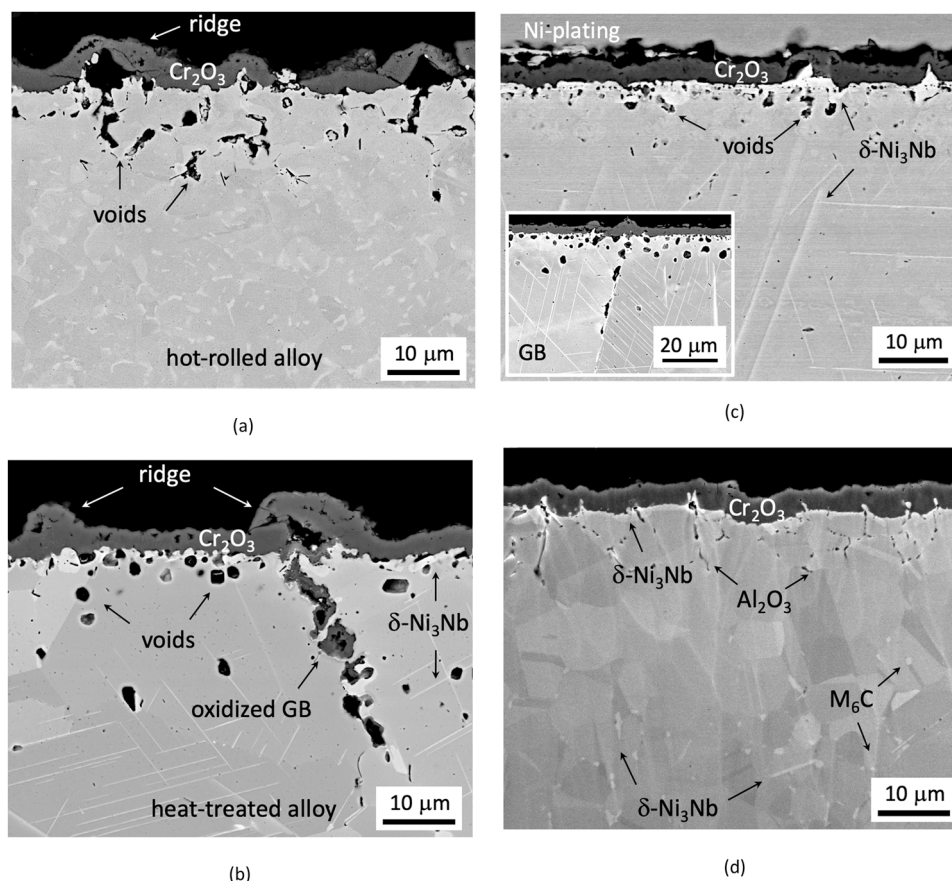 ridge
Cr₂O₃
voids
hot-rolled alloy
10 μm
(a)
Ni-plating
Cr₂O₃
voids
δ-Ni₃Nb
GB
20 μm
10 μm
(c)
ridge
Cr₂O₃
voids
δ-Ni₃Nb
oxidized GB
heat-treated alloy
10 μm
(b)
Cr₂O₃
δ-Ni₃Nb
Al₂O₃
M₆C
δ-Ni₃Nb
10 μm
(d)